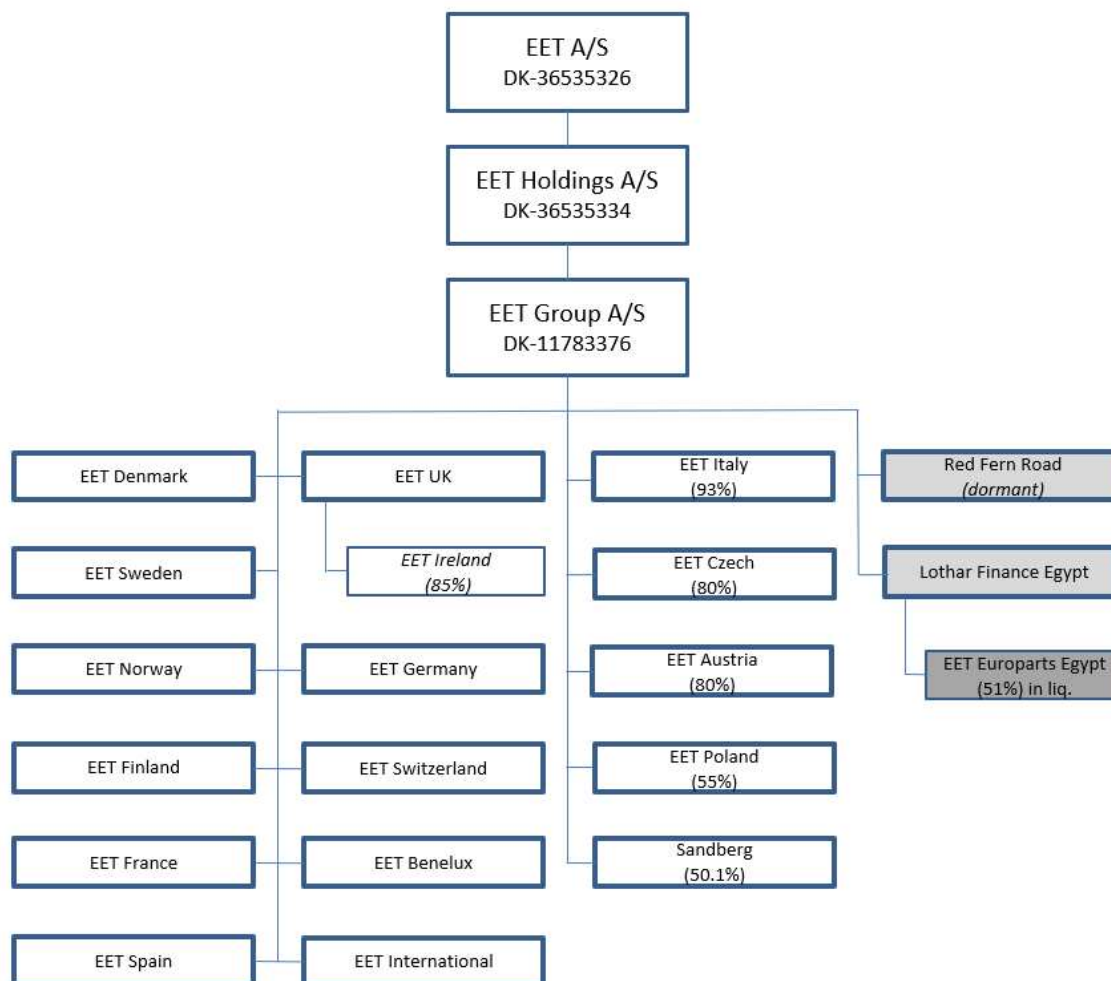 EET A/S
DK-36535326
EET Holdings A/S
DK-36535334
EET Group A/S
DK-11783376
EET Denmark
EET UK
EET Italy
(93%)
Red Fern Road
(dormant)
EET Sweden
EET Ireland
(85%)
EET Czech
(80%)
Lothar Finance Egypt
EET Norway
EET Germany
EET Austria
(80%)
EET Europarts Egypt
(51%) in liq.
EET Finland
EET Switzerland
EET Poland
(55%)
EET France
EET Benelux
Sandberg
(50.1%)
EET Spain
EET International